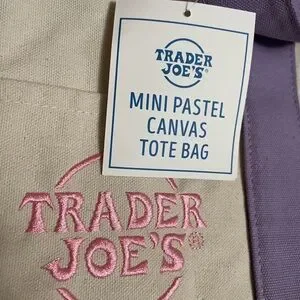 TRADER
JOE'S®
MINI PASTEL
CANVAS
TOTE BAG
TRADER
JOE'S®